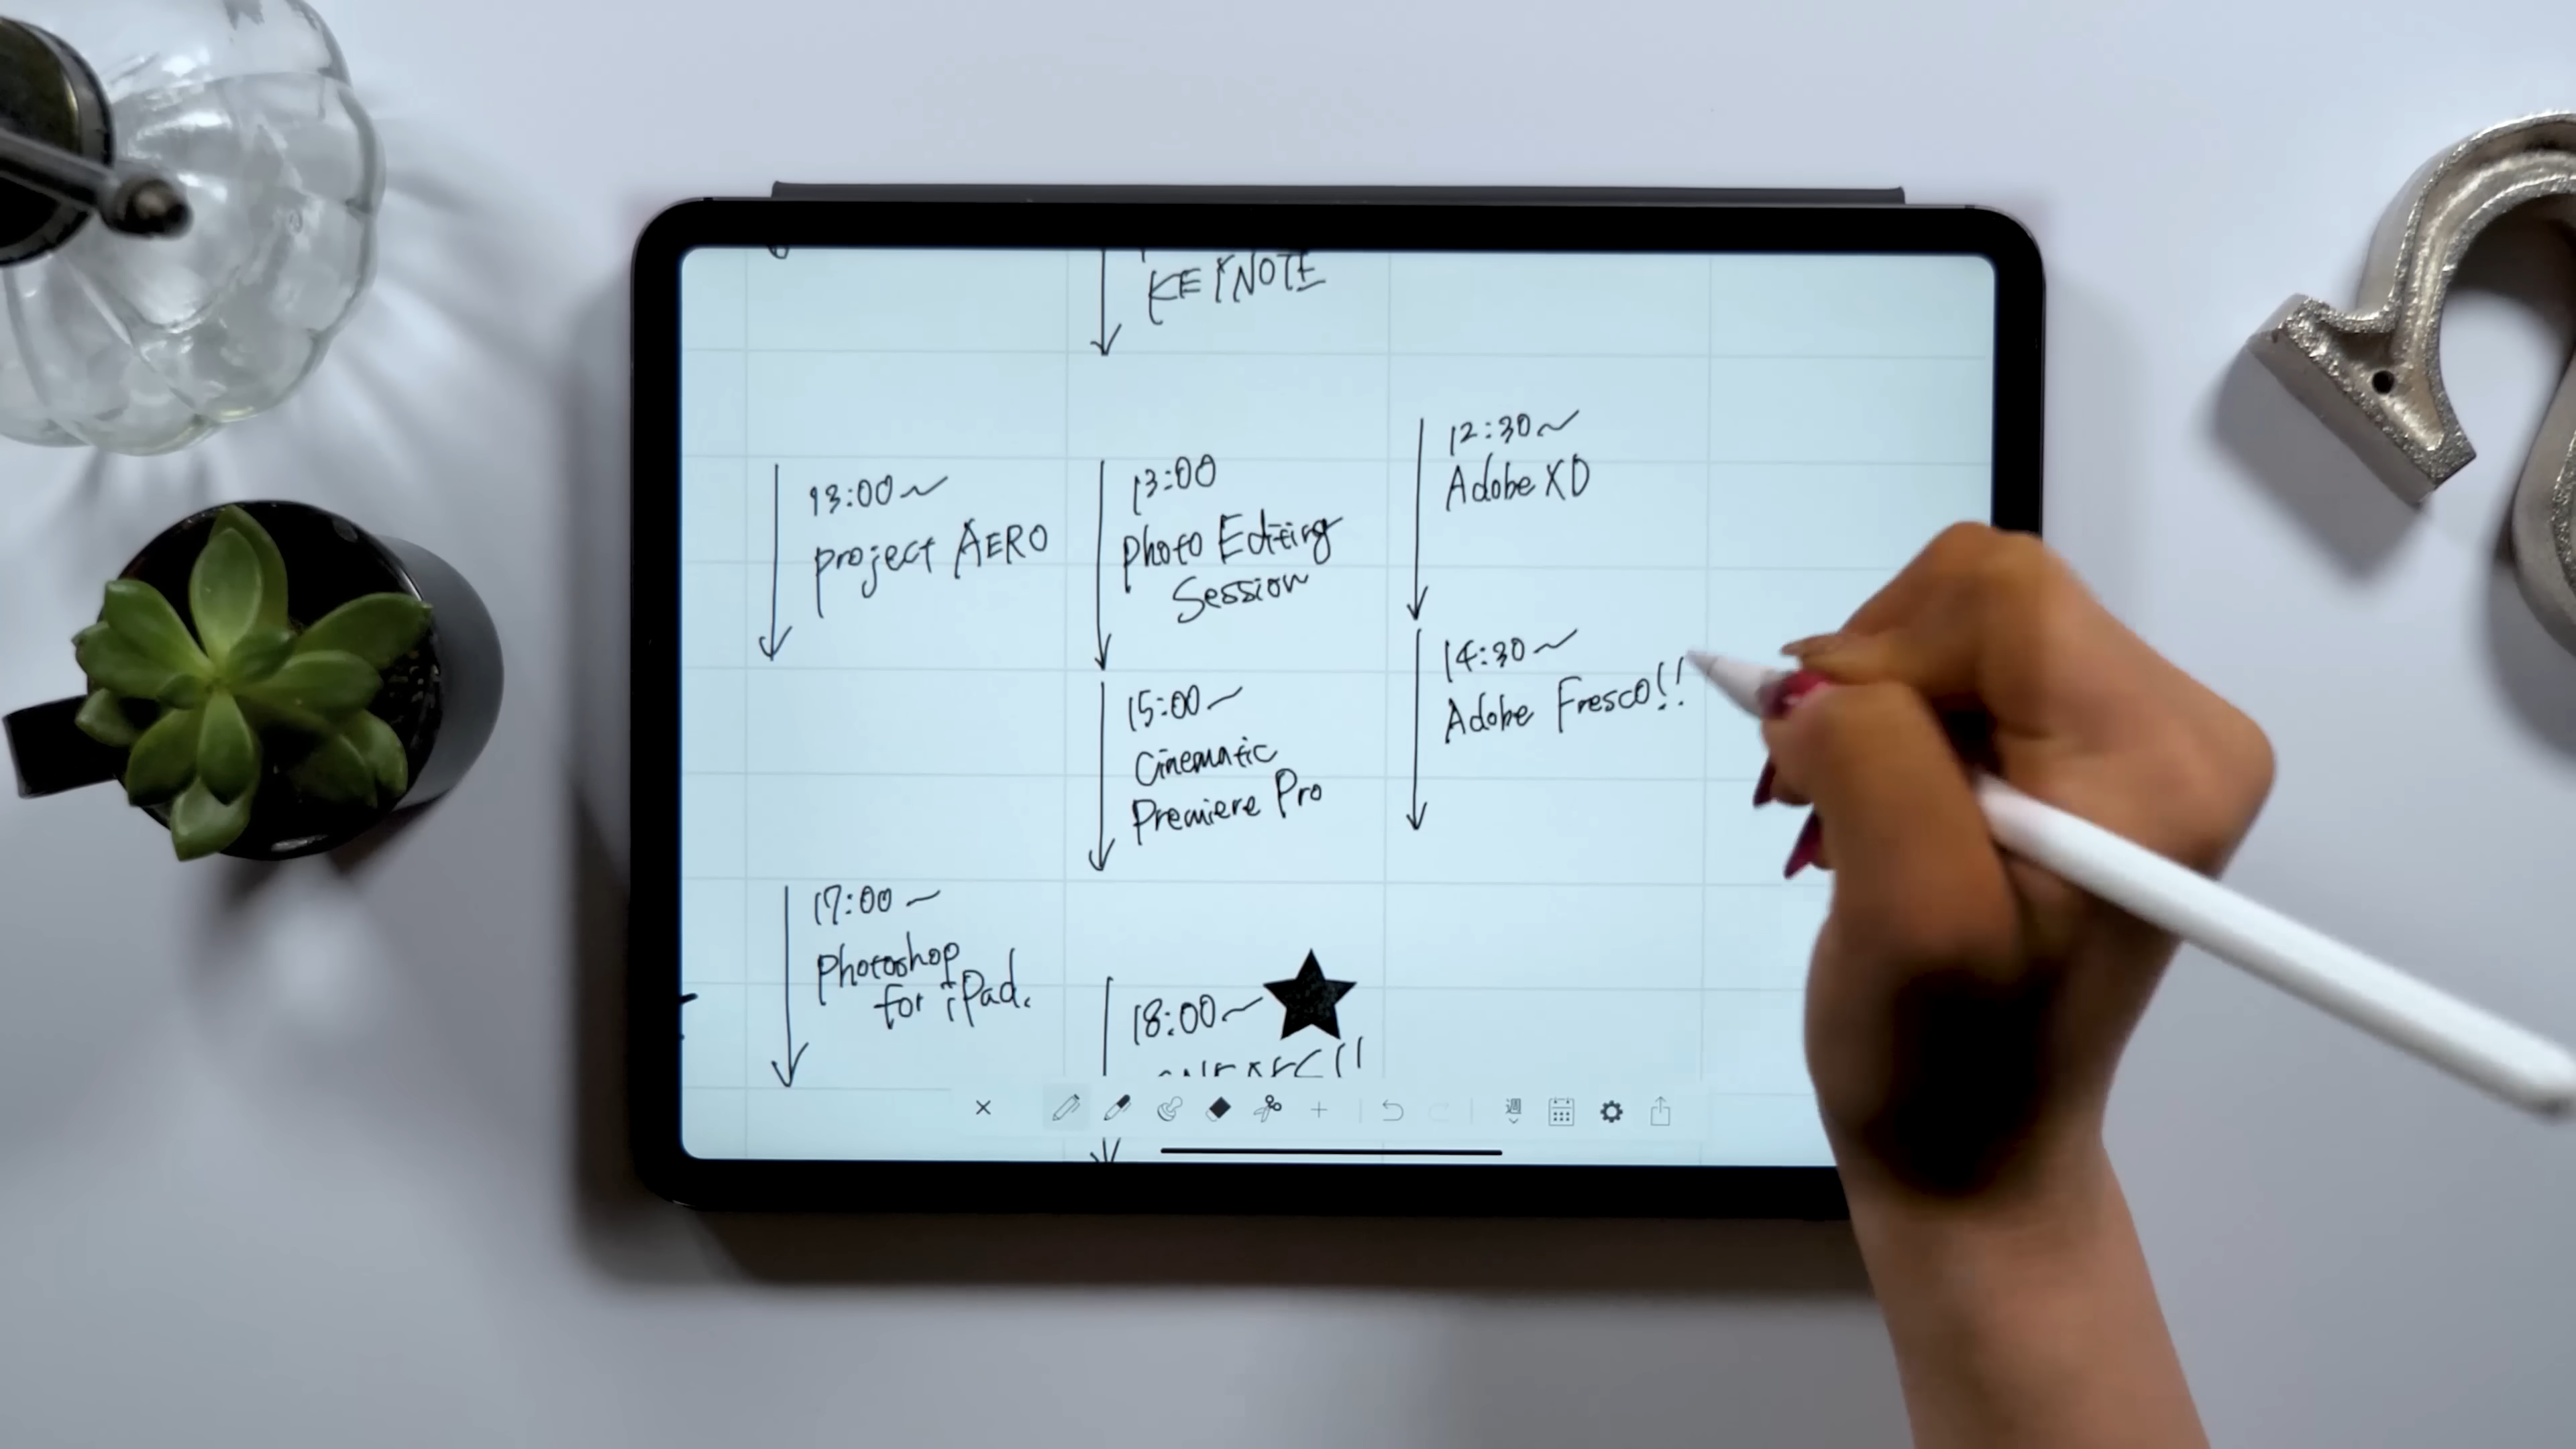 KEYNOTE
13:00~
project AERO
17:00~
Photoshop
for iPad.
13:00
Photo Editing
Session
15:00~
Cinematic
Premiere Pro
18:00~
12:30~
Adobe XD
14:30~
Adobe Fresco!!
週